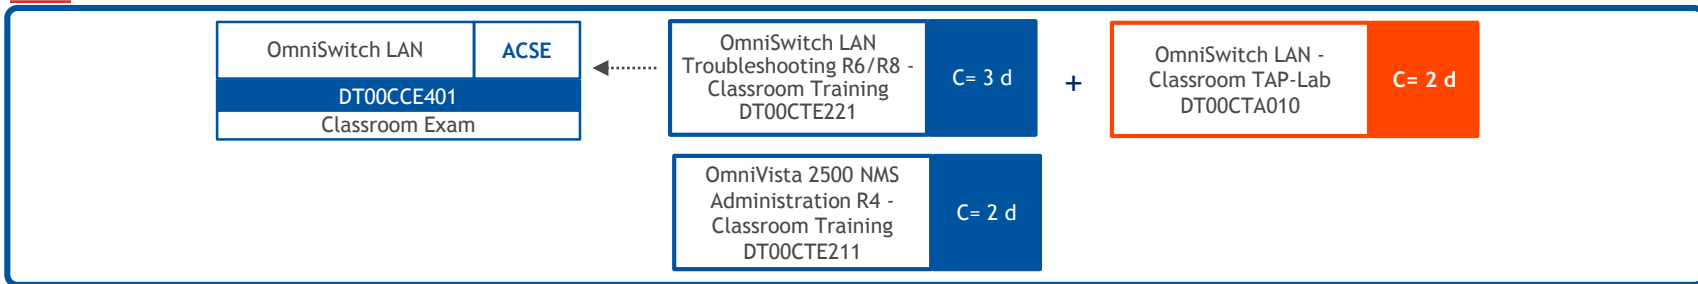 OmniSwitch LAN
ACSE
DT00CCE401
Classroom Exam
OmniSwitch LAN
Troubleshooting R6/R8 -
Classroom Training
DT00CTE221
C= 3 d
+
OmniSwitch LAN -
Classroom TAP-Lab
DT00CTA010
C= 2 d
OmniVista 2500 NMS
Administration R4 -
Classroom Training
DT00CTE211
C= 2 d